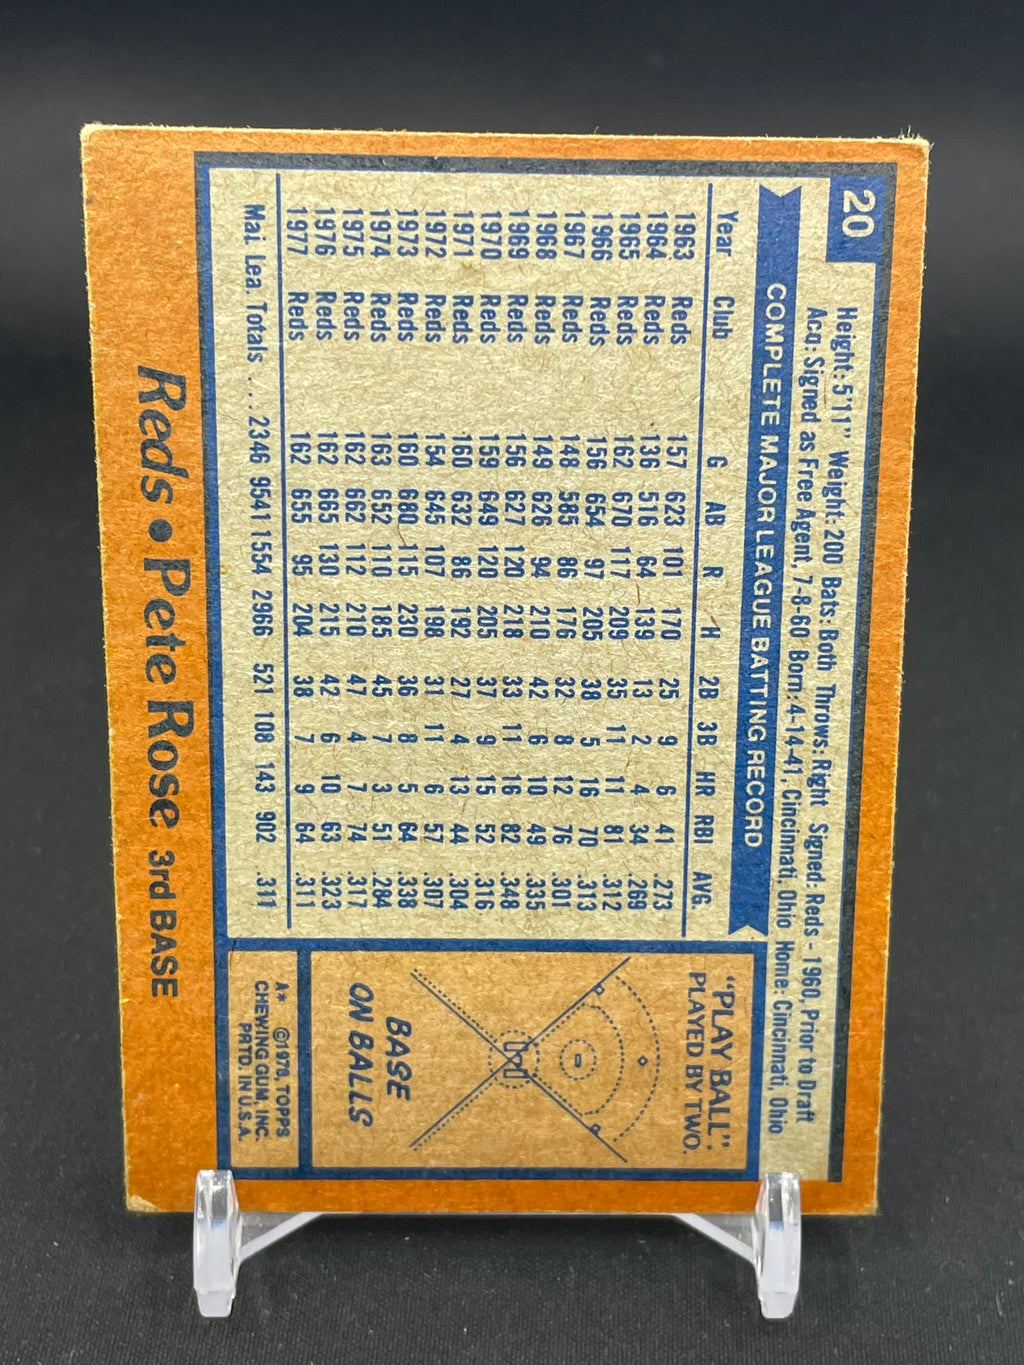 20
Height: 5'11" Weight: 200 Bats: Both Throws: Right Signed: Reds - 1960, Prior to Draft
Acq: Signed as Free Agent, 7-8-60 Born: 4-14-41, Cincinnati, Ohio Home: Cincinnati, Ohio
COMPLETE MAJOR LEAGUE BATTING RECORD
Year Club G AB R H 2B 3B HR RBI AVG.
1963 Reds 157 623 101 170 25 9 6 41 .273
1964 Reds 136 516 64 139 13 2 4 34 .269
1965 Reds 162 670 117 209 35 11 11 81 .312
1966 Reds 156 654 97 205 38 5 16 70 .313
1967 Reds 148 585 86 176 32 8 12 76 .301
1968 Reds 149 626 94 210 42 6 10 49 .335
1969 Reds 156 627 120 218 33 11 16 82 .348
1970 Reds 159 649 120 205 37 9 15 52 .316
1971 Reds 160 632 86 192 27 4 13 44 .304
1972 Reds 154 645 107 198 31 11 6 57 .307
1973 Reds 160 680 115 230 36 8 5 64 .338
1974 Reds 163 652 110 185 45 7 3 51 .284
1975 Reds 162 662 112 210 47 4 7 74 .317
1976 Reds 162 665 130 215 42 6 10 63 .323
1977 Reds 162 655 95 204 38 7 9 64 .311
Maj. Lea. Totals ... 2346 9541 1554 2966 521 108 143 902 .311
"PLAY BALL"
PLAYED BY TWO.
BASE
ON BALLS
A* ©1978, TOPPS
CHEWING GUM, INC.
PRTD. IN U.S.A.
Reds • Pete Rose 3rd BASE